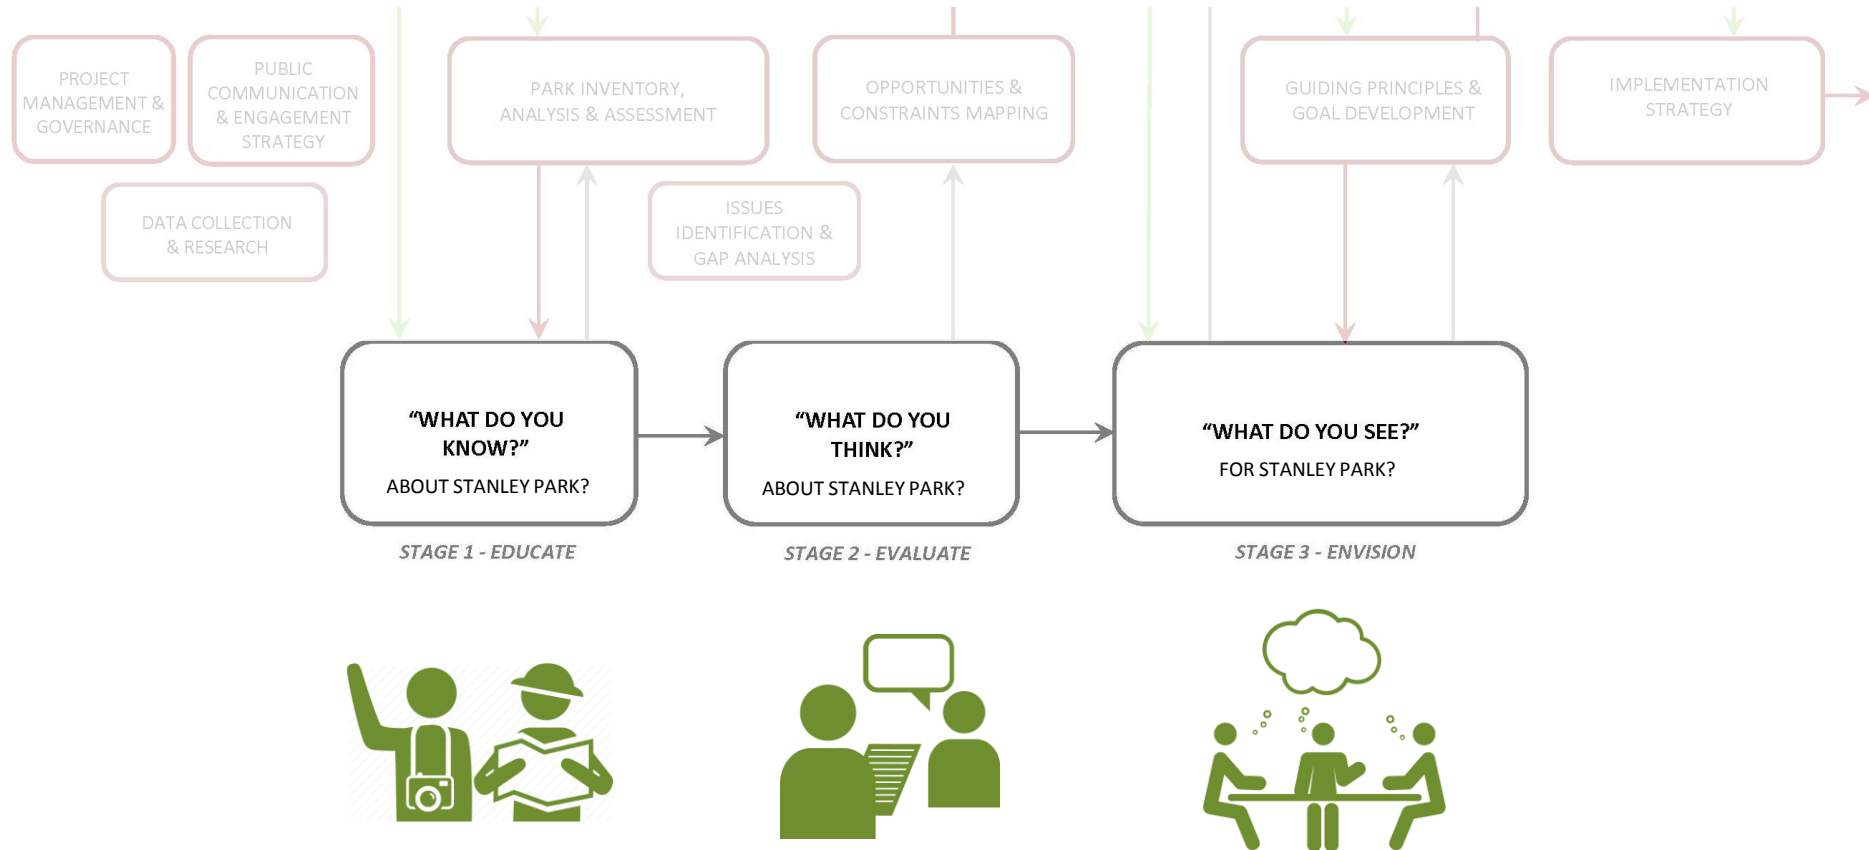 PROJECT
MANAGEMENT &
GOVERNANCE
PUBLIC
COMMUNICATION
& ENGAGEMENT
STRATEGY
DATA COLLECTION
& RESEARCH
PARK INVENTORY,
ANALYSIS & ASSESSMENT
ISSUES
IDENTIFICATION &
GAP ANALYSIS
OPPORTUNITIES &
CONSTRAINTS MAPPING
GUIDING PRINCIPLES &
GOAL DEVELOPMENT
IMPLEMENTATION
STRATEGY
“WHAT DO YOU
KNOW?”
ABOUT STANLEY PARK?
STAGE 1 - EDUCATE
“WHAT DO YOU
THINK?”
ABOUT STANLEY PARK?
STAGE 2 - EVALUATE
“WHAT DO YOU SEE?”
FOR STANLEY PARK?
STAGE 3 - ENVISION